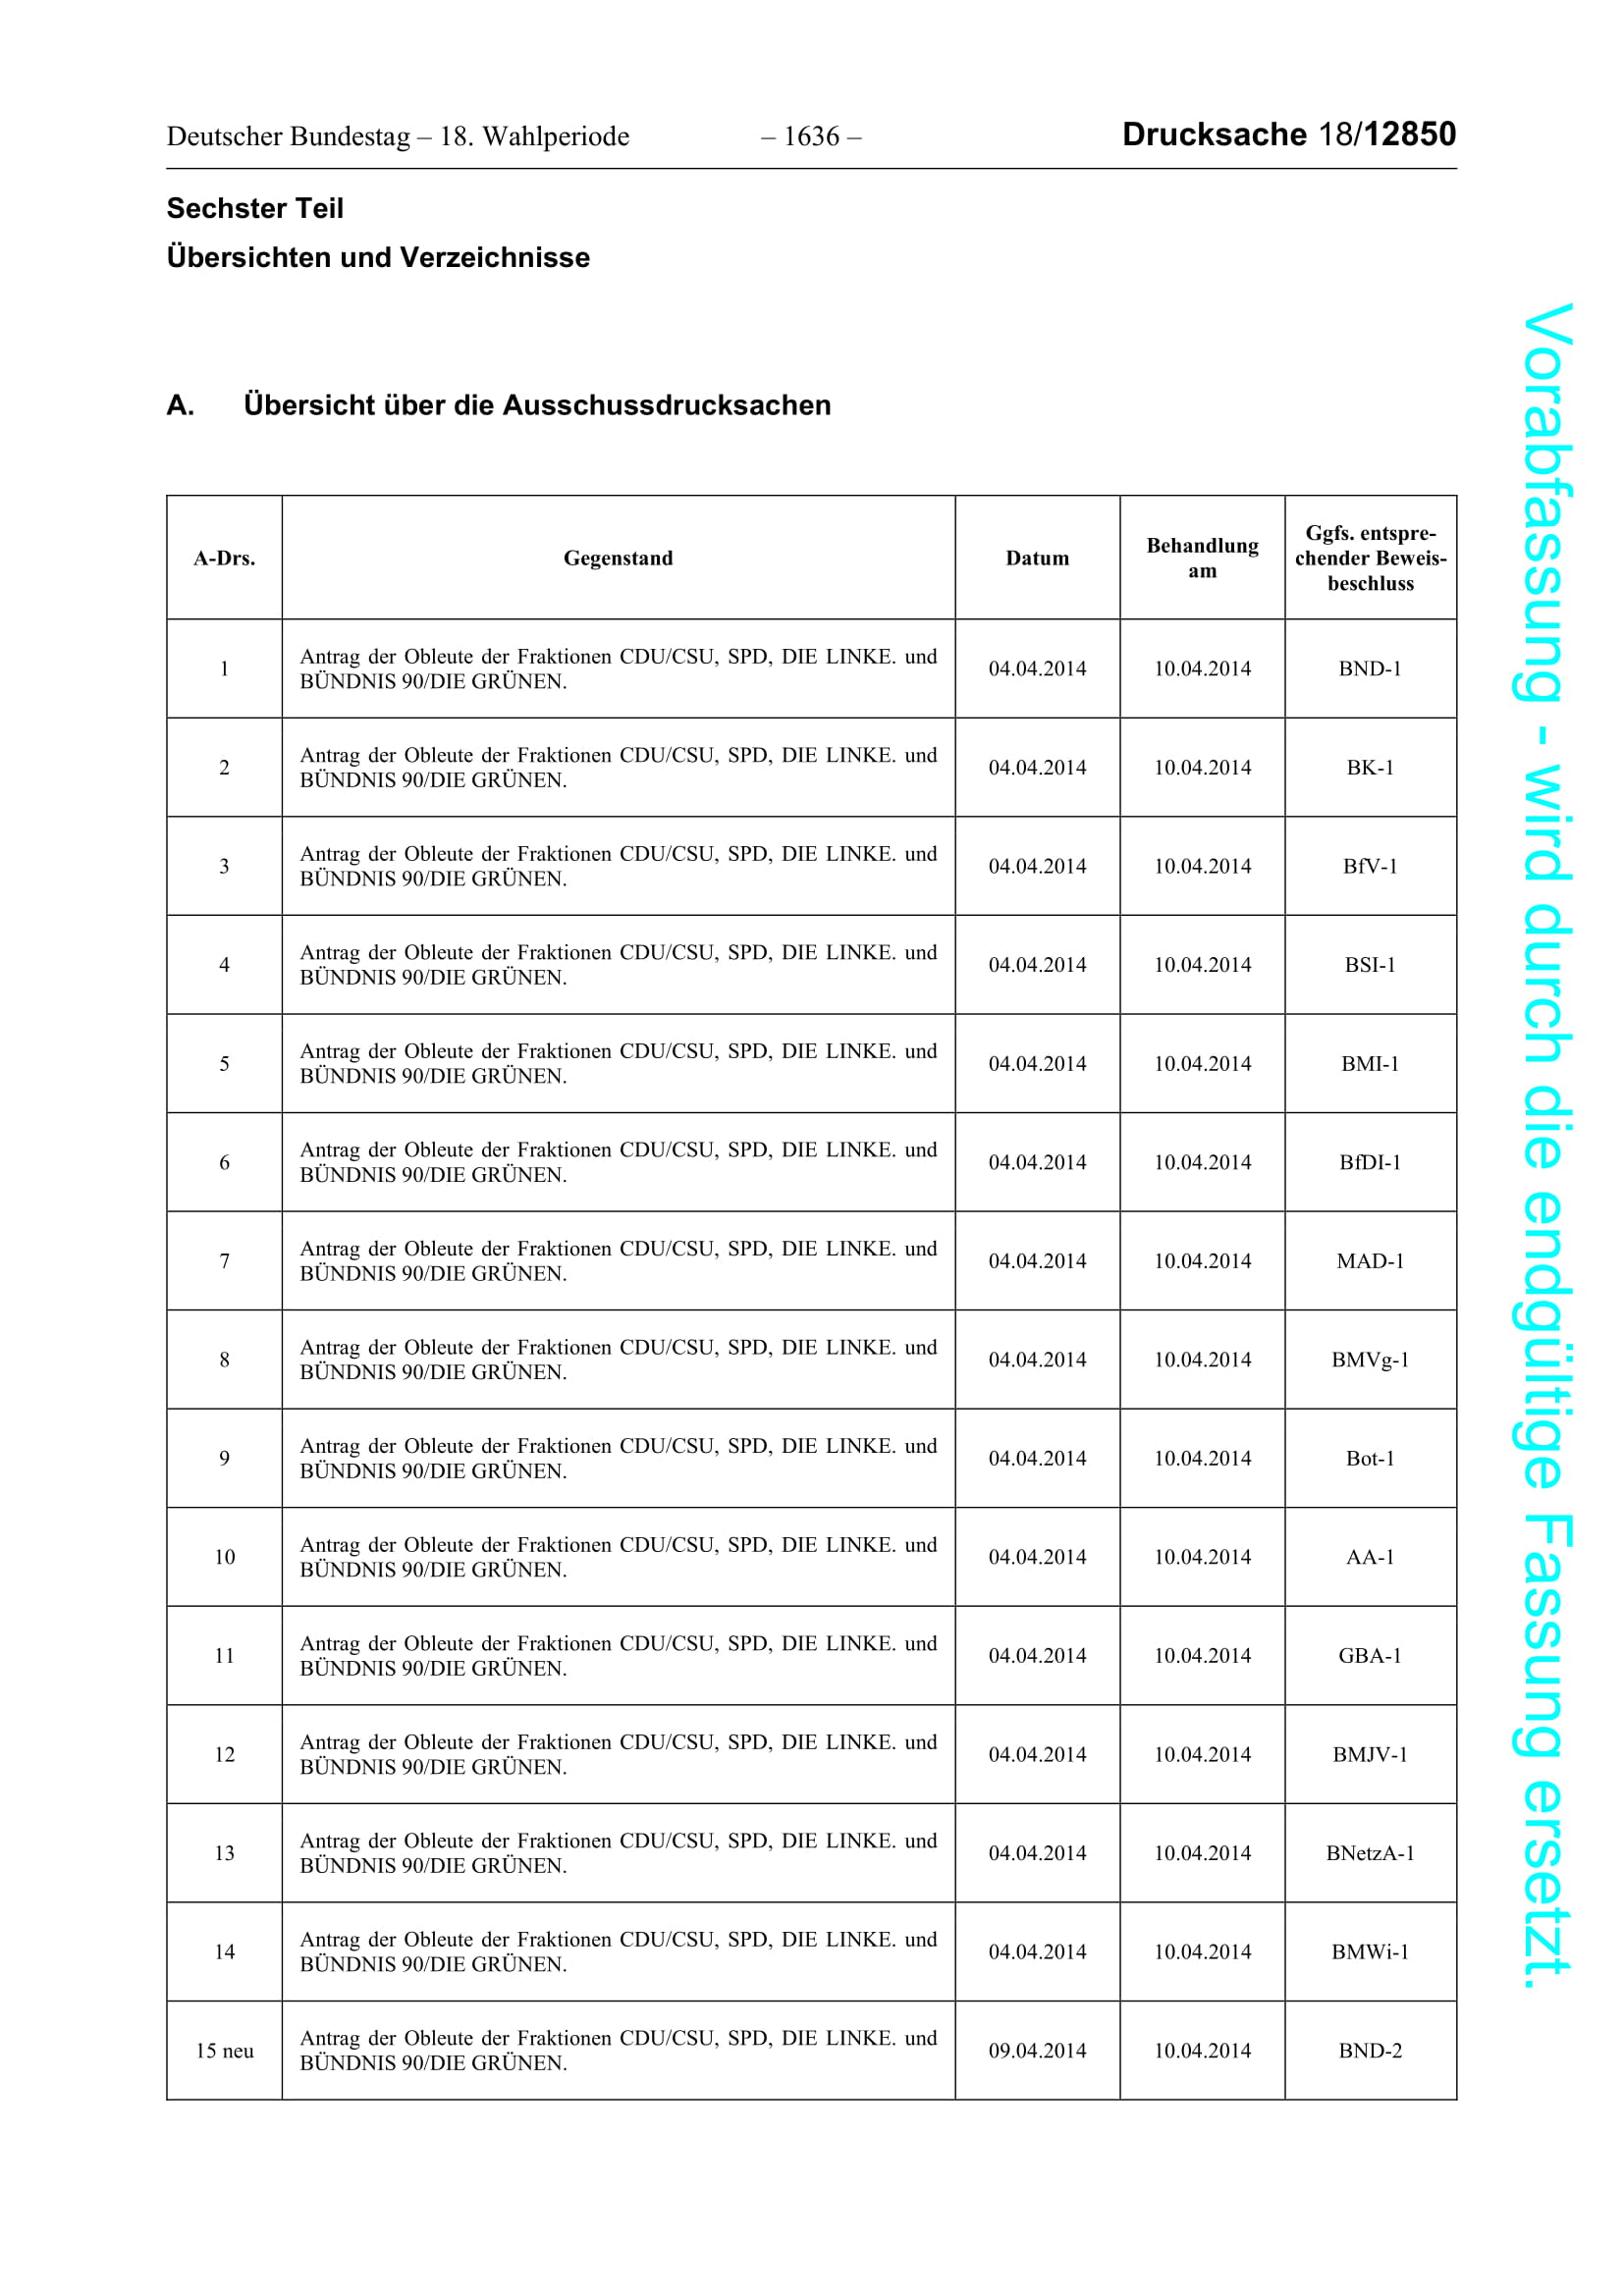 Deutscher Bundestag – 18. Wahlperiode – 1636 – Drucksache 18/12850
Sechster Teil
Übersichten und Verzeichnisse
A. Übersicht über die Ausschussdrucksachen
A-Drs. Gegenstand Datum Behandlung am Ggfs. entspre-
chender Beweis-
beschluss
1 Antrag der Obleute der Fraktionen CDU/CSU, SPD, DIE LINKE. und
BÜNDNIS 90/DIE GRÜNEN. 04.04.2014 10.04.2014 BND-1
2 Antrag der Obleute der Fraktionen CDU/CSU, SPD, DIE LINKE. und
BÜNDNIS 90/DIE GRÜNEN. 04.04.2014 10.04.2014 BK-1
3 Antrag der Obleute der Fraktionen CDU/CSU, SPD, DIE LINKE. und
BÜNDNIS 90/DIE GRÜNEN. 04.04.2014 10.04.2014 BfV-1
4 Antrag der Obleute der Fraktionen CDU/CSU, SPD, DIE LINKE. und
BÜNDNIS 90/DIE GRÜNEN. 04.04.2014 10.04.2014 BSI-1
5 Antrag der Obleute der Fraktionen CDU/CSU, SPD, DIE LINKE. und
BÜNDNIS 90/DIE GRÜNEN. 04.04.2014 10.04.2014 BMI-1
6 Antrag der Obleute der Fraktionen CDU/CSU, SPD, DIE LINKE. und
BÜNDNIS 90/DIE GRÜNEN. 04.04.2014 10.04.2014 BfDI-1
7 Antrag der Obleute der Fraktionen CDU/CSU, SPD, DIE LINKE. und
BÜNDNIS 90/DIE GRÜNEN. 04.04.2014 10.04.2014 MAD-1
8 Antrag der Obleute der Fraktionen CDU/CSU, SPD, DIE LINKE. und
BÜNDNIS 90/DIE GRÜNEN. 04.04.2014 10.04.2014 BMVg-1
9 Antrag der Obleute der Fraktionen CDU/CSU, SPD, DIE LINKE. und
BÜNDNIS 90/DIE GRÜNEN. 04.04.2014 10.04.2014 Bot-1
10 Antrag der Obleute der Fraktionen CDU/CSU, SPD, DIE LINKE. und
BÜNDNIS 90/DIE GRÜNEN. 04.04.2014 10.04.2014 AA-1
11 Antrag der Obleute der Fraktionen CDU/CSU, SPD, DIE LINKE. und
BÜNDNIS 90/DIE GRÜNEN. 04.04.2014 10.04.2014 GBA-1
12 Antrag der Obleute der Fraktionen CDU/CSU, SPD, DIE LINKE. und
BÜNDNIS 90/DIE GRÜNEN. 04.04.2014 10.04.2014 BMJV-1
13 Antrag der Obleute der Fraktionen CDU/CSU, SPD, DIE LINKE. und
BÜNDNIS 90/DIE GRÜNEN. 04.04.2014 10.04.2014 BNetzA-1
14 Antrag der Obleute der Fraktionen CDU/CSU, SPD, DIE LINKE. und
BÜNDNIS 90/DIE GRÜNEN. 04.04.2014 10.04.2014 BMWi-1
15 neu Antrag der Obleute der Fraktionen CDU/CSU, SPD, DIE LINKE. und
BÜNDNIS 90/DIE GRÜNEN. 09.04.2014 10.04.2014 BND-2
Vorabfassung - wird durch die endgültige Fassung ersetzt.